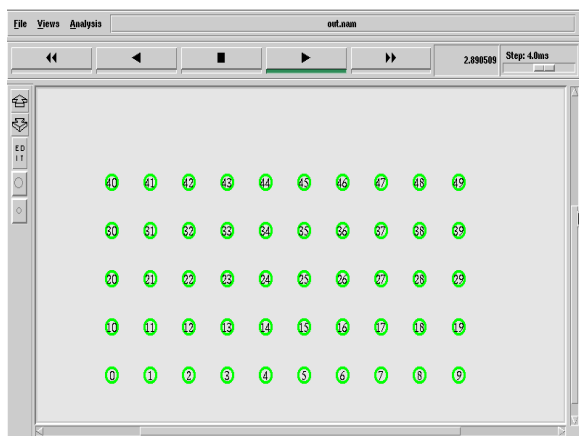 File Views Analysis out.nam
2.890509 Step: 4.0ms
ED
IT
40 41 42 43 44 45 46 47 48 49
30 31 32 33 34 35 36 37 38 39
20 21 22 23 24 25 26 27 28 29
10 11 12 13 14 15 16 17 18 19
0 1 2 3 4 5 6 7 8 9